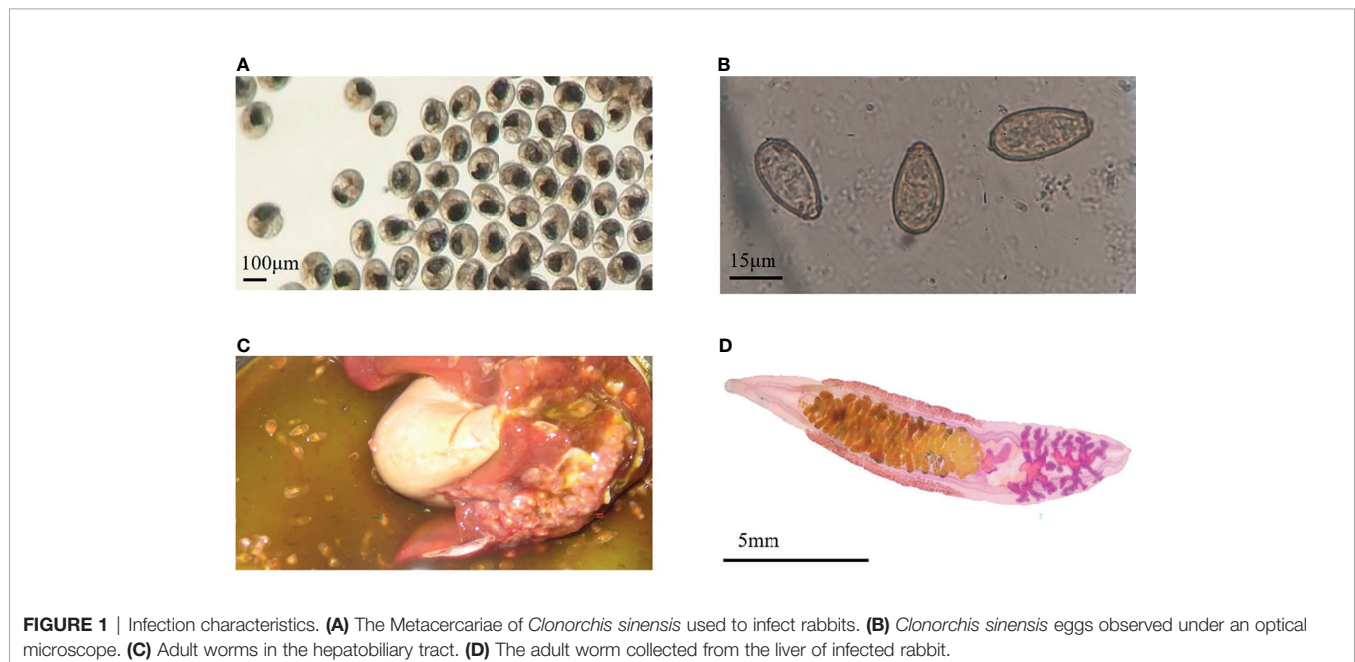 A
B
100µm
15µm
C
D
5mm
FIGURE 1 | Infection characteristics. (A) The Metacercariae of Clonorchis sinensis used to infect rabbits. (B) Clonorchis sinensis eggs observed under an optical
microscope. (C) Adult worms in the hepatobiliary tract. (D) The adult worm collected from the liver of infected rabbit.